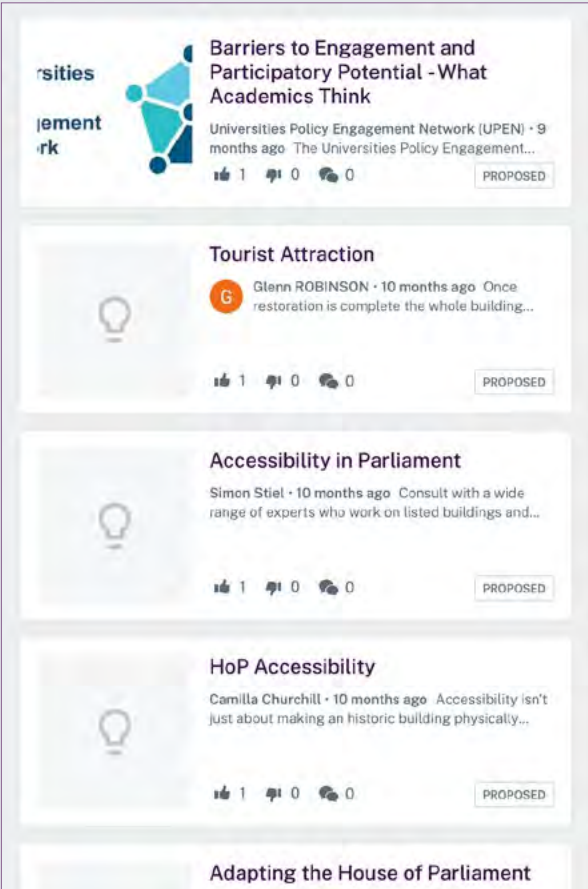 rsities
jement
rk
Barriers to Engagement and
Participatory Potential - What
Academics Think
Universities Policy Engagement Network (UPEN) · 9
months ago The Universities Policy Engagement...
1 0 0
PROPOSED
Tourist Attraction
G
Glenn ROBINSON · 10 months ago Once
restoration is complete the whole building...
1 0 0
PROPOSED
Accessibility in Parliament
Simon Stiel · 10 months ago Consult with a wide
range of experts who work on listed buildings and...
1 0 0
PROPOSED
HoP Accessibility
Camilla Churchill · 10 months ago Accessibility isn't
just about making an historic building physically...
1 0 0
PROPOSED
Adapting the House of Parliament